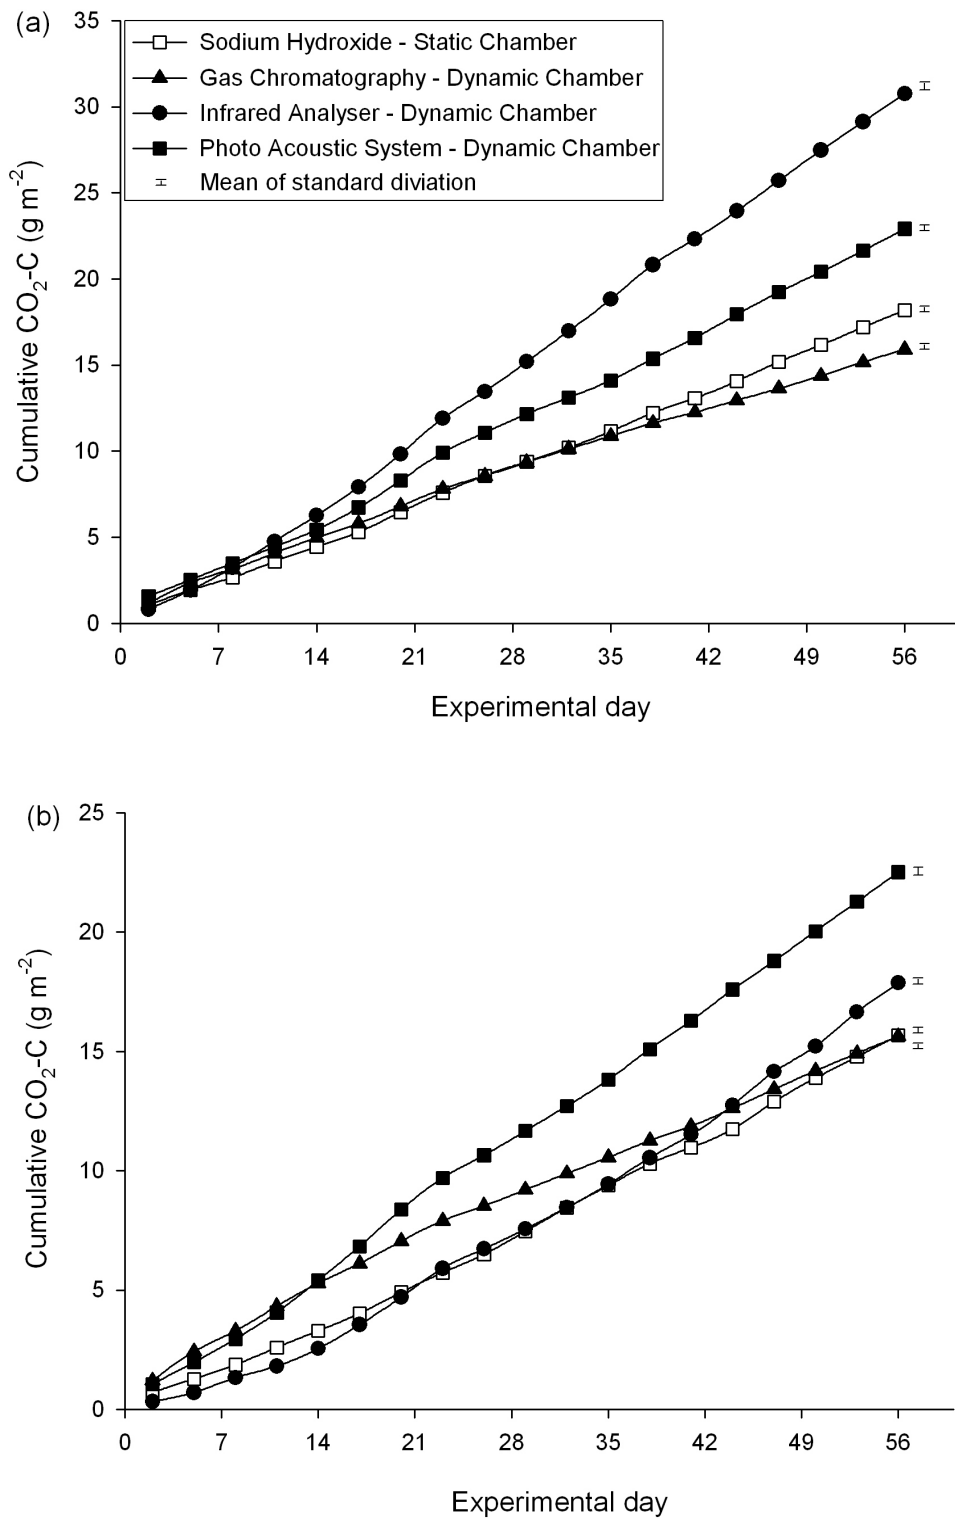 (a)
35
30
25
20
15
10
5
0
Cumulative CO₂-C (g m⁻²)
Sodium Hydroxide - Static Chamber
Gas Chromatography - Dynamic Chamber
Infrared Analyser - Dynamic Chamber
Photo Acoustic System - Dynamic Chamber
Mean of standard diviation
0 7 14 21 28 35 42 49 56
Experimental day
(b)
25
20
15
10
5
0
Cumulative CO₂-C (g m⁻²)
0 7 14 21 28 35 42 49 56
Experimental day